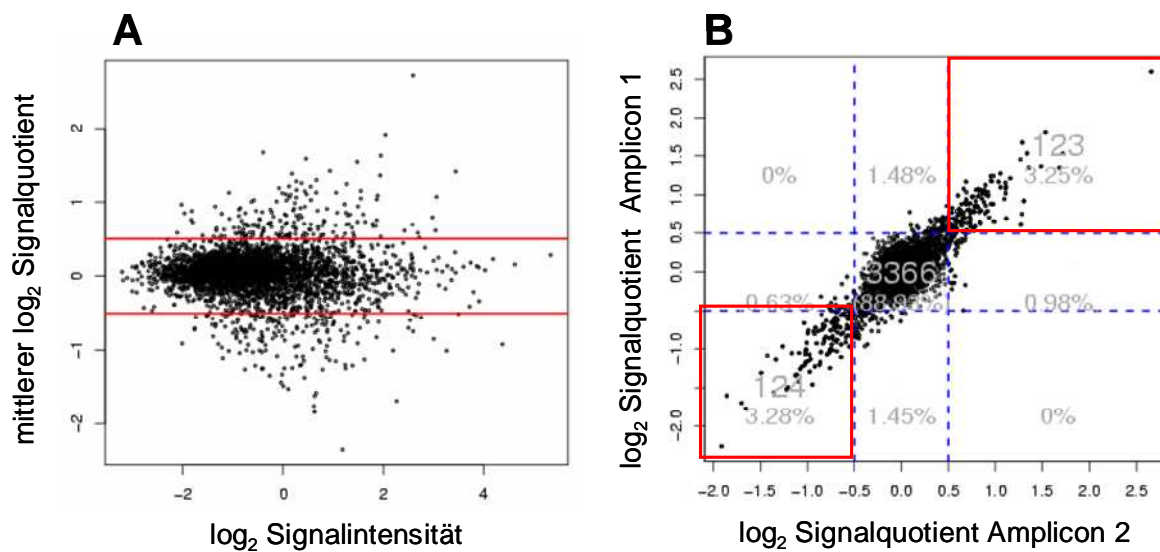 A
mittlerer log2 Signalquotient
2
1
0
−1
−2
−2 0 2 4
log2 Signalintensität
B
log2 Signalquotient Amplicon 1
2.5
2.0
1.5
1.0
0.5
0.0
−1.0
−2.0
0% 1.48% 123
3.25%
3366
0.63% 0.98%
124
3.28% 1.45% 0%
−2.0 −1.5 −1.0 −0.5 0.0 0.5 1.0 1.5 2.0 2.5
log2 Signalquotient Amplicon 2